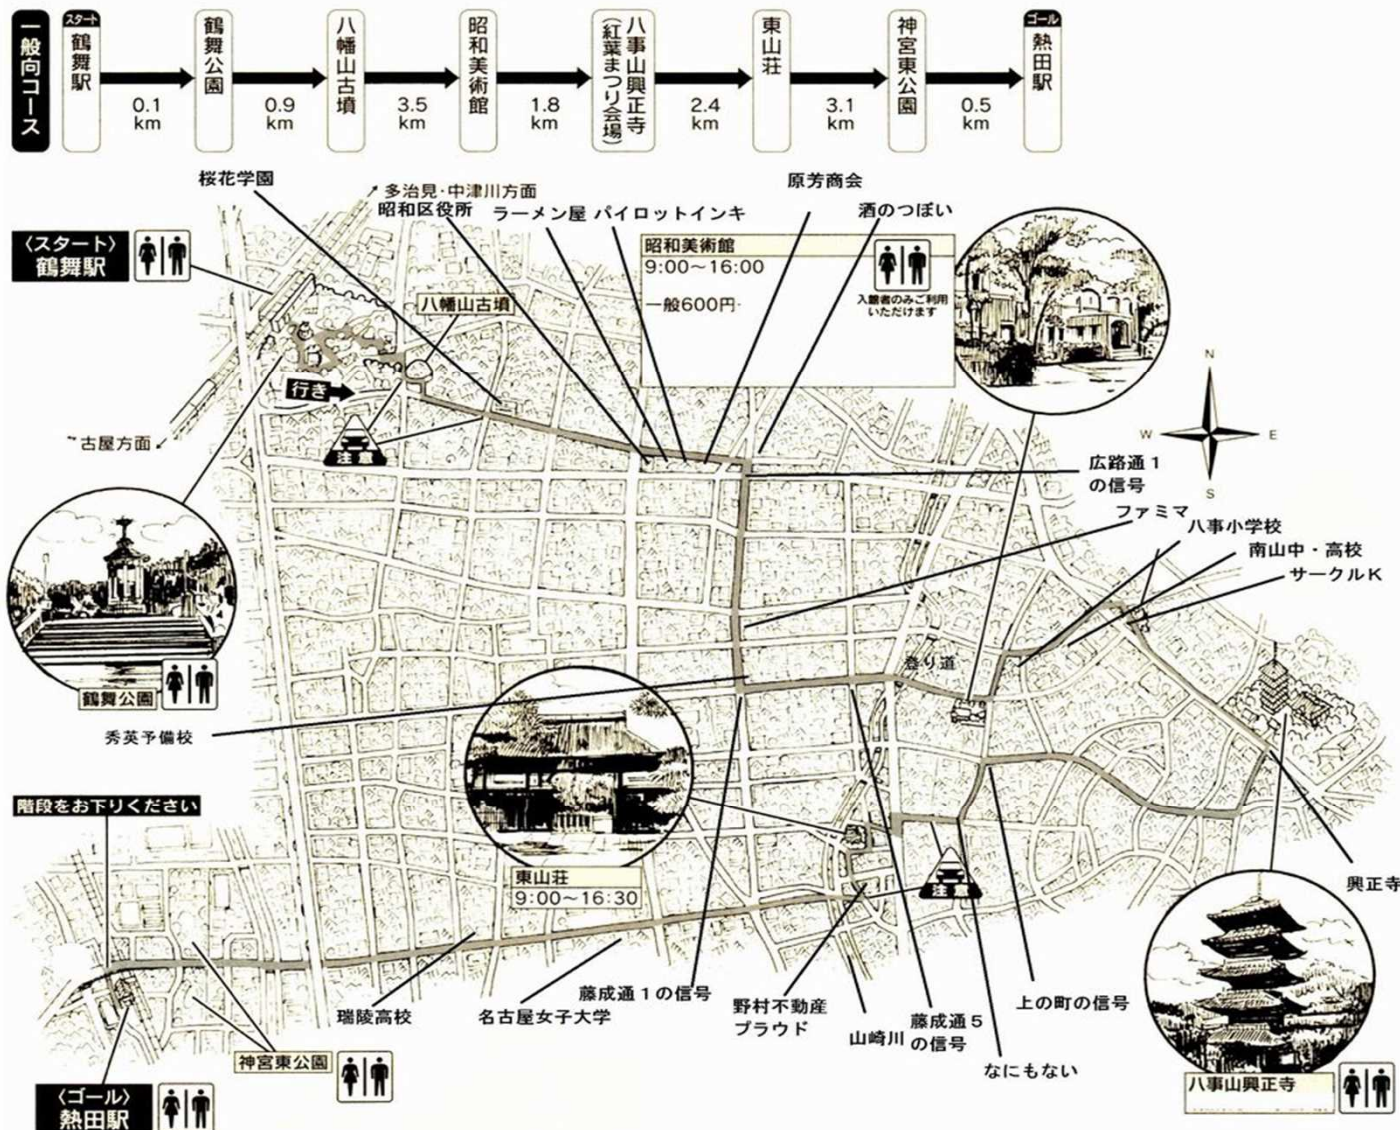 一般向コース
スタート
鶴舞駅
0.1
km
鶴舞公園
0.9
km
八幡山古墳
3.5
km
昭和美術館
1.8
km
八事山興正寺
(紅葉まつり会場)
2.4
km
東山荘
3.1
km
神宮東公園
0.5
km
ゴール
熱田駅
桜花学園
多治見・中津川方面
昭和区役所
ラーメン屋
パイロットインキ
原芳商会
酒のつぼい
〈スタート〉
鶴舞駅
昭和美術館
9:00～16:00
一般600円
入館者のみご利用
いただけます
八幡山古墳
行き
注意
古屋方面
N
W
E
S
広路通1
の信号
ファミマ
八事小学校
南山中・高校
サークルK
登り道
鶴舞公園
秀英予備校
階段をお下りください
東山荘
9:00～16:30
注意
興正寺
瑞陵高校
名古屋女子大学
藤成通1の信号
野村不動産
プラウド
山崎川
藤成通5
の信号
上の町の信号
なにもない
神宮東公園
〈ゴール〉
熱田駅
八事山興正寺